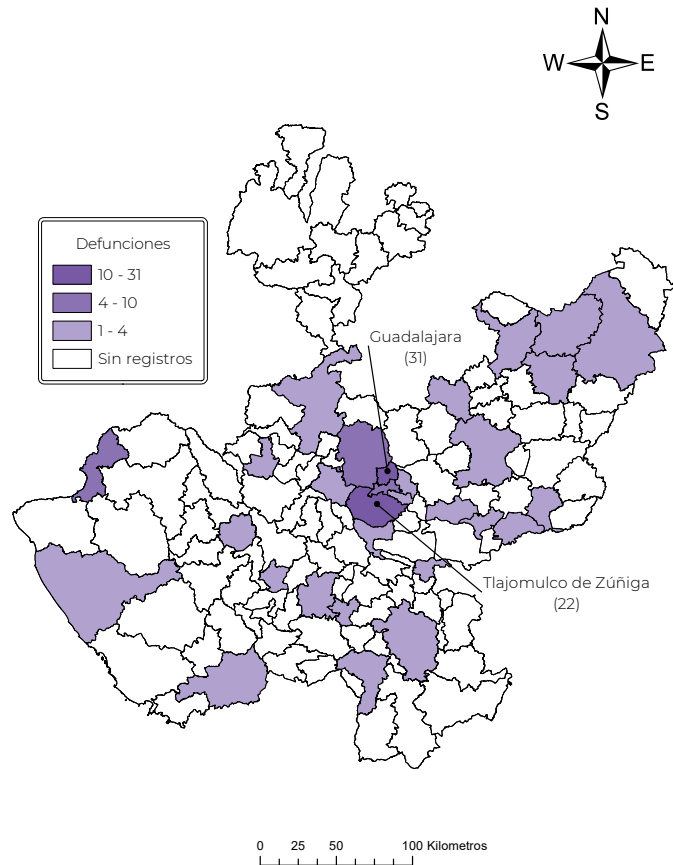 N
W E
S
Defunciones
10 - 31
4 - 10
1 - 4
Sin registros
Guadalajara
(31)
Tlajomulco de Zúñiga
(22)
0 25 50 100 Kilometros